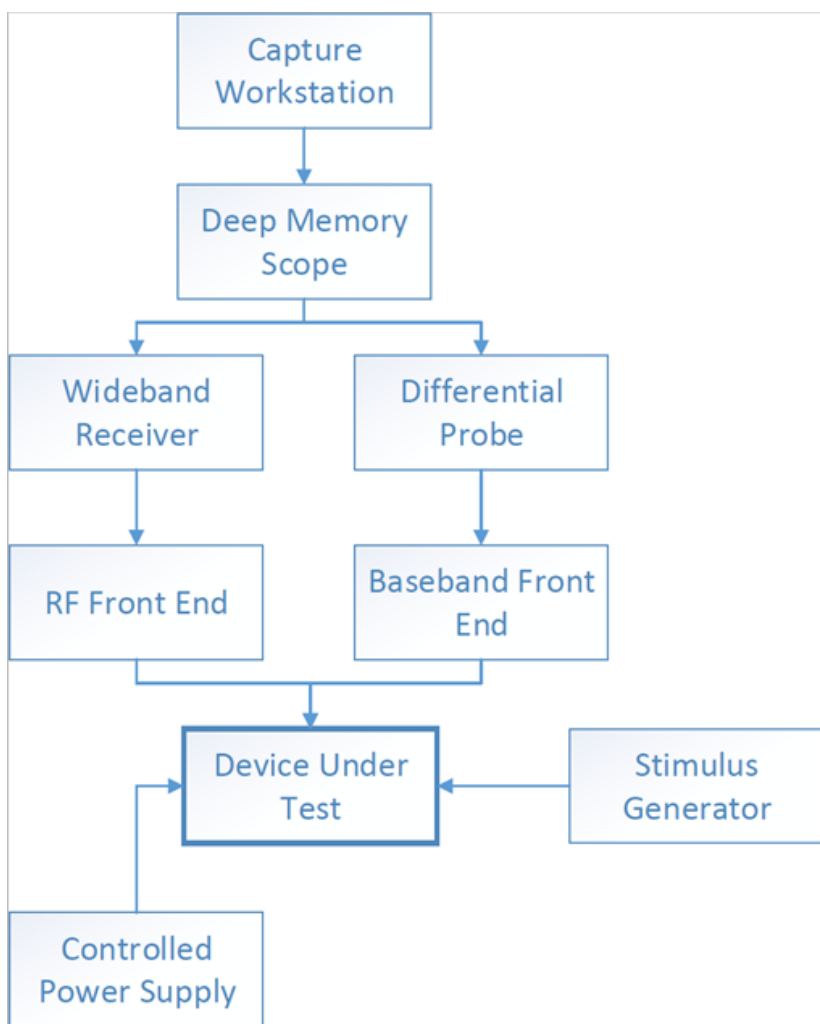 Capture
Workstation
Deep Memory
Scope
Wideband
Receiver
Differential
Probe
RF Front End
Baseband Front
End
Device Under
Test
Stimulus
Generator
Controlled
Power Supply